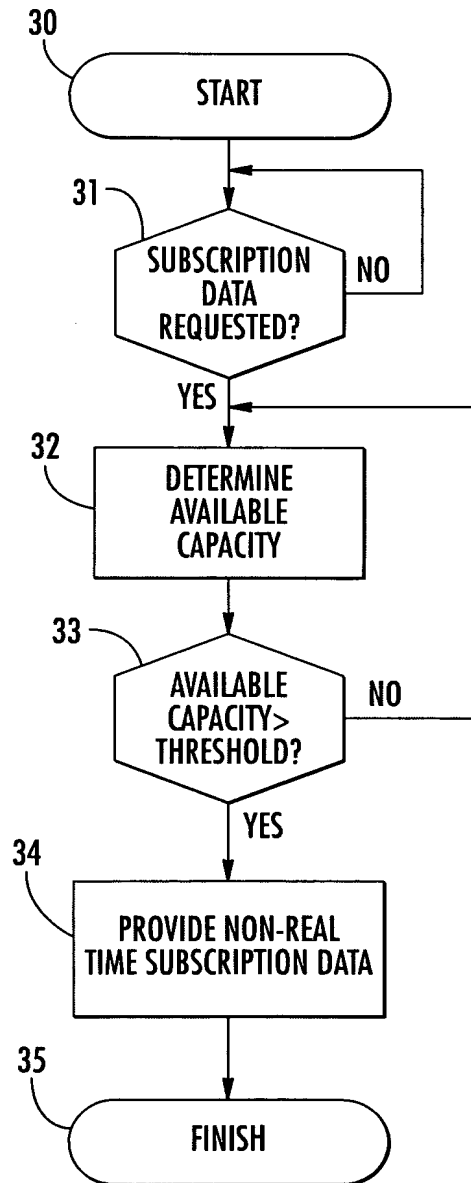 30
START
31
SUBSCRIPTION
DATA
REQUESTED?
NO
YES
32
DETERMINE
AVAILABLE
CAPACITY
33
AVAILABLE
CAPACITY>
THRESHOLD?
NO
YES
34
PROVIDE NON-REAL
TIME SUBSCRIPTION DATA
35
FINISH